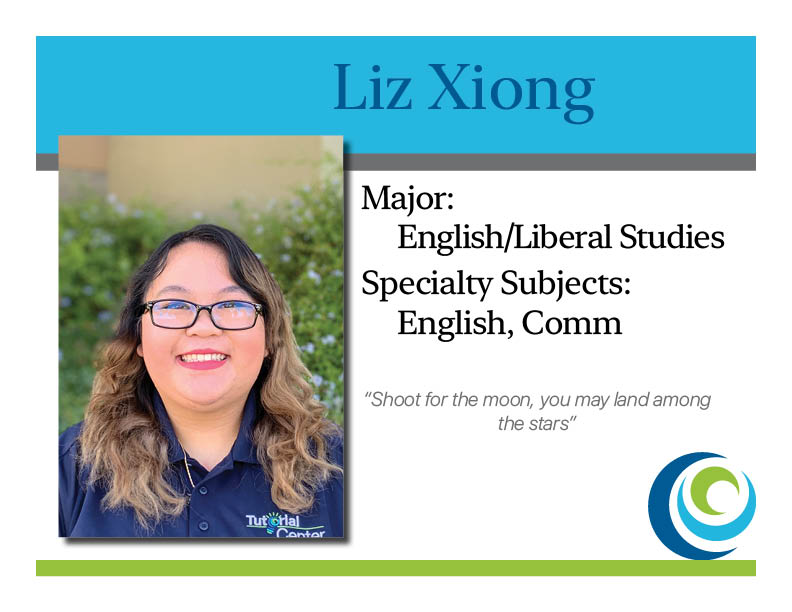 Liz Xiong
Major:
English/Liberal Studies
Specialty Subjects:
English, Comm
"Shoot for the moon, you may land among
the stars"
Tutorial
Center